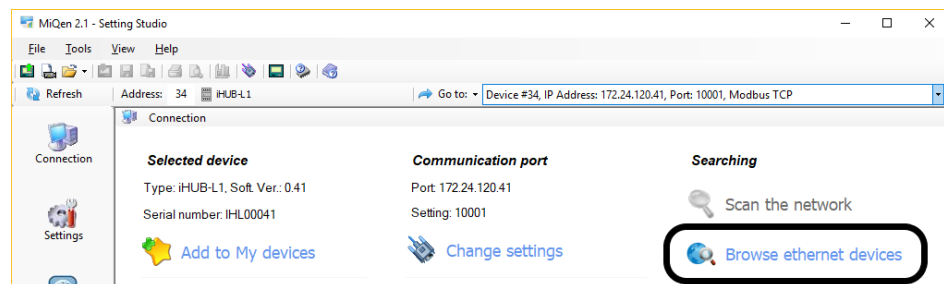 MiQen 2.1 - Setting Studio
File Tools View Help
Refresh Address: 34 iHUB-L1 Go to: Device #34, IP Address: 172.24.120.41, Port: 10001, Modbus TCP
Connection
Connection
Selected device Communication port Searching
Type: iHUB-L1, Soft. Ver.: 0.41 Port: 172.24.120.41
Scan the network
Serial number: IHL00041 Setting: 10001
Settings
Add to My devices Change settings Browse ethernet devices